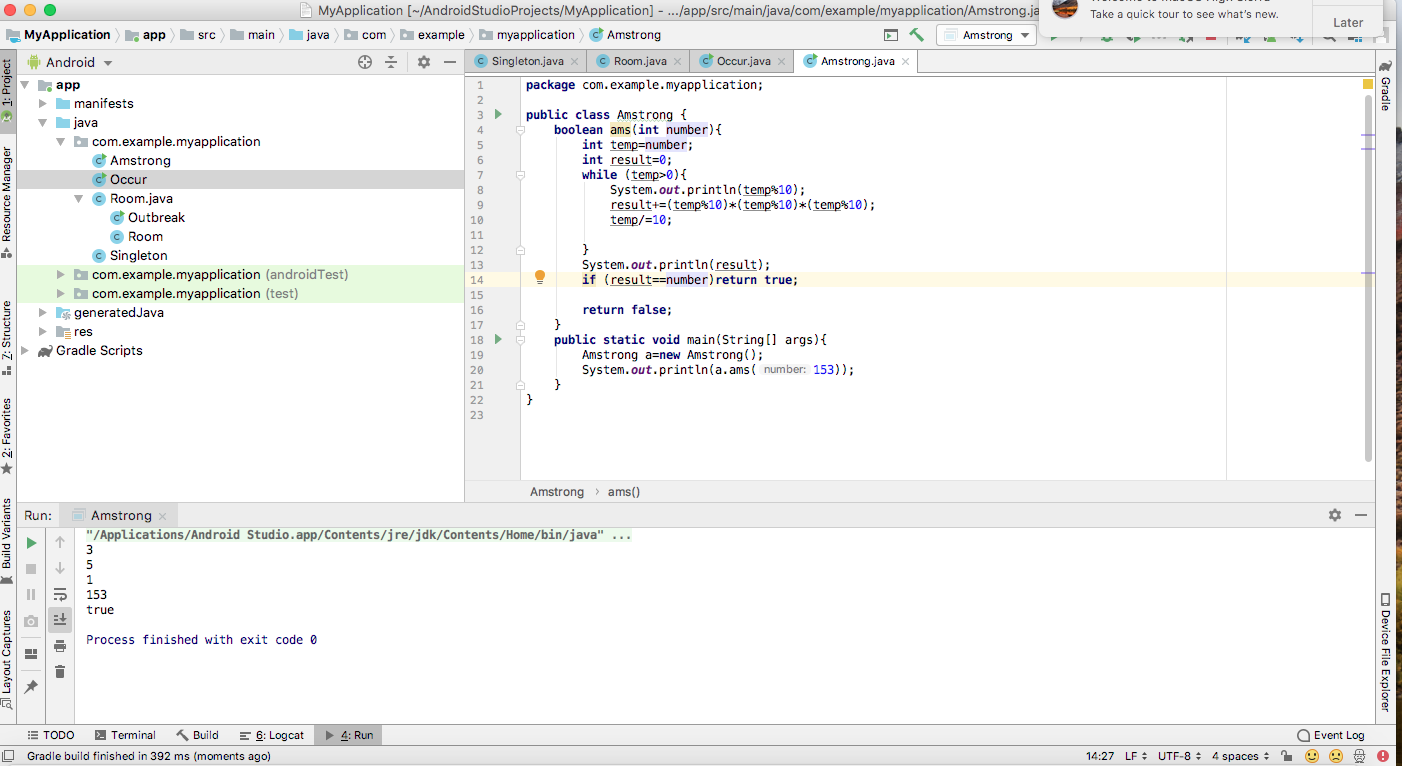 MyApplication [~/AndroidStudioProjects/MyApplication] - .../app/src/main/java/com/example/myapplication/Amstrong.ja
Take a quick tour to see what's new.
Later
MyApplication app src main java com example myapplication Amstrong
Amstrong
Android
Singleton.java Room.java Occur.java Amstrong.java
1: Project
Resource Manager
7: Structure
2: Favorites
Build Variants
Layout Captures
app
manifests
java
com.example.myapplication
Amstrong
Occur
Room.java
Outbreak
Room
Singleton
com.example.myapplication (androidTest)
com.example.myapplication (test)
generatedJava
res
Gradle Scripts
1 package com.example.myapplication;
2
3 public class Amstrong {
4 boolean ams(int number){
5 int temp=number;
6 int result=0;
7 while (temp>0){
8 System.out.println(temp%10);
9 result+=(temp%10)*(temp%10)*(temp%10);
10 temp/=10;
11
12 }
13 System.out.println(result);
14 if (result==number)return true;
15
16 return false;
17 }
18 public static void main(String[] args){
19 Amstrong a=new Amstrong();
20 System.out.println(a.ams( number: 153));
21 }
22 }
23
Amstrong › ams()
Gradle
Device File Explorer
Run: Amstrong
"/Applications/Android Studio.app/Contents/jre/jdk/Contents/Home/bin/java" ...
3
5
1
153
true
Process finished with exit code 0
TODO Terminal Build 6: Logcat 4: Run Event Log
Gradle build finished in 392 ms (moments ago) 14:27 LF UTF-8 4 spaces